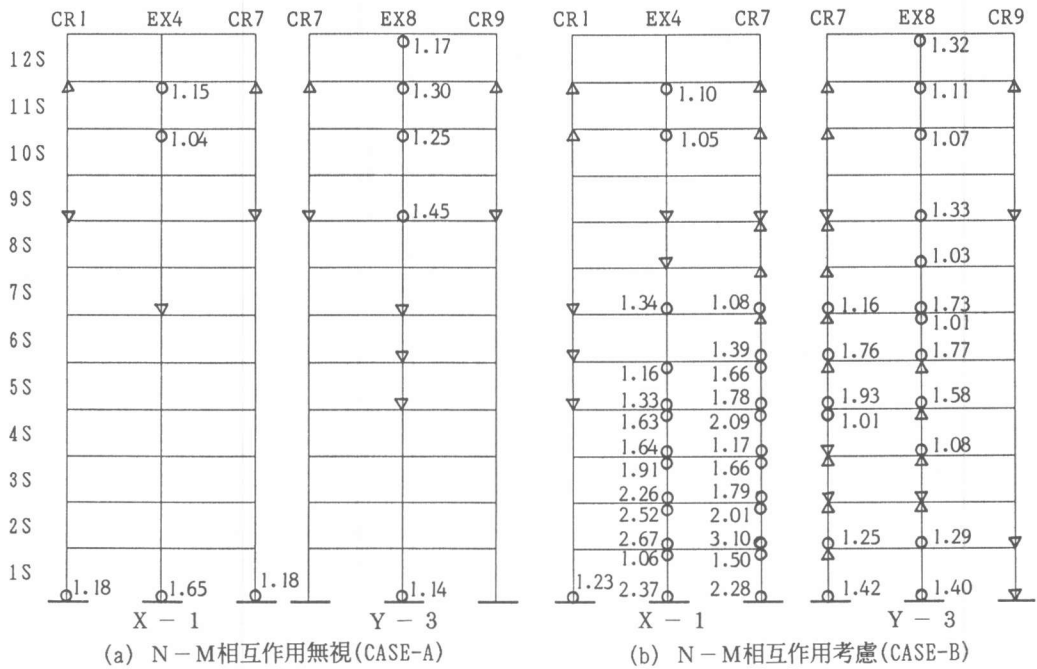 CR1 EX4 CR7 CR7 EX8 CR9 CR1 EX4 CR7 CR7 EX8 CR9
12S 1.17 1.32
11S 1.15 1.30 1.10 1.11
10S 1.04 1.25 1.05 1.07
9S 1.45 1.33
8S 1.03
7S 1.34 1.08 1.16 1.73
1.01
6S 1.39 1.76 1.77
5S 1.16 1.66
1.33 1.78 1.93 1.58
4S 1.63 2.09 1.01
1.64 1.17 1.08
3S 1.91 1.66
2.26 1.79
2S 2.52 2.01
2.67 3.10 1.25 1.29
1S 1.06 1.50
1.18 1.65 1.18 1.14 1.23 2.37 2.28 1.42 1.40
X-1 Y-3 X-1 Y-3
(a) N-M相互作用無視(CASE-A) (b) N-M相互作用考慮(CASE-B)